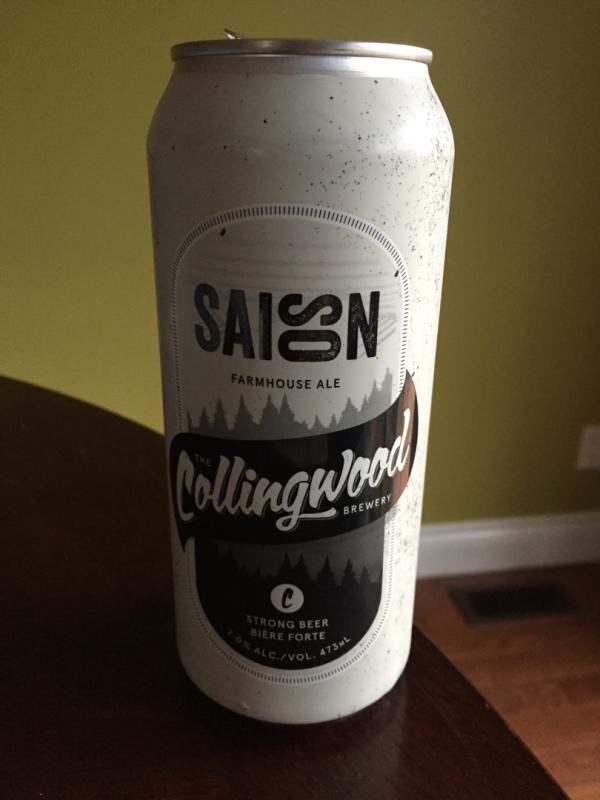 SAISON
FARMHOUSE ALE
THE
Collingwood
BREWERY
C
STRONG BEER
BIÈRE FORTE
7.0% ALC./VOL. 473mL